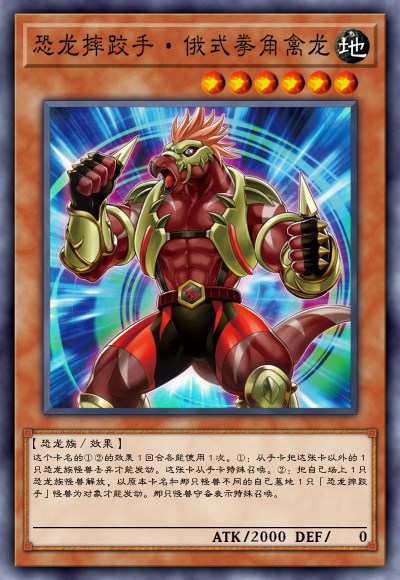 恐龙摔跤手·俄式拳角禽龙
地
【恐龙族／效果】
这个卡名的①②的效果1回合各能使用1次。①：从手卡把这张卡以外的1
只恐龙族怪兽丢弃才能发动。这张卡从手卡特殊召唤。②：把自己场上1只
恐龙族怪兽解放，以原本卡名和那只怪兽不同的自己墓地1只「恐龙摔跤
手」怪兽为对象才能发动。那只怪兽守备表示特殊召唤。
ATK/2000 DEF/ 0